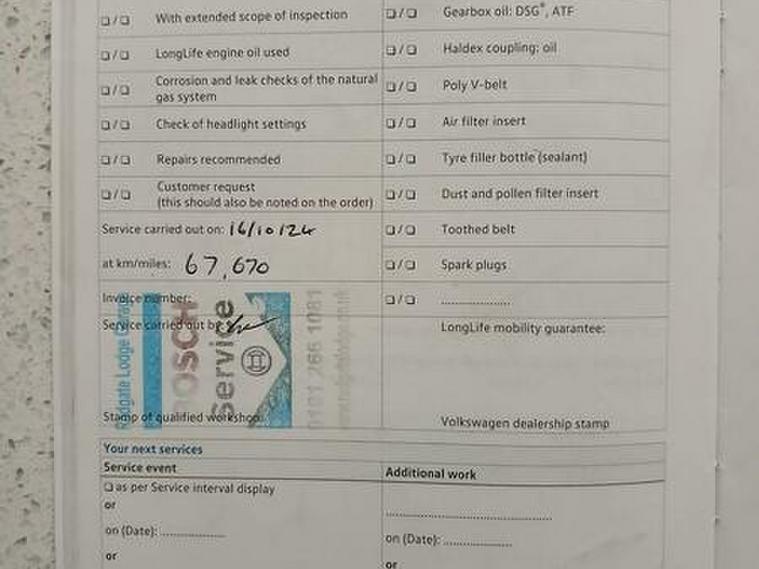 ☐ / ☐ With extended scope of inspection
☐ / ☐ Gearbox oil: DSG®, ATF
☐ / ☐ LongLife engine oil used
☐ / ☐ Haldex coupling: oil
☐ / ☐ Corrosion and leak checks of the natural
gas system
☐ / ☐ Poly V-belt
☐ / ☐ Check of headlight settings
☐ / ☐ Air filter insert
☐ / ☐ Repairs recommended
☐ / ☐ Tyre filler bottle (sealant)
☐ / ☐ Customer request
(this should also be noted on the order)
☐ / ☐ Dust and pollen filter insert
Service carried out on: 16/10/24
☐ / ☐ Toothed belt
at km/miles: 67,670
☐ / ☐ Spark plugs
Invoice number:
☐ / ☐ ....................
Service carried out by:
LongLife mobility guarantee:
Redgate Lodge
BOSCH
Service
0191 266 1081
Stamp of qualified workshop:
Volkswagen dealership stamp
Your next services
Service event
Additional work
☐ as per Service interval display
or
on (Date): ..................
on (Date): ..................
or
or